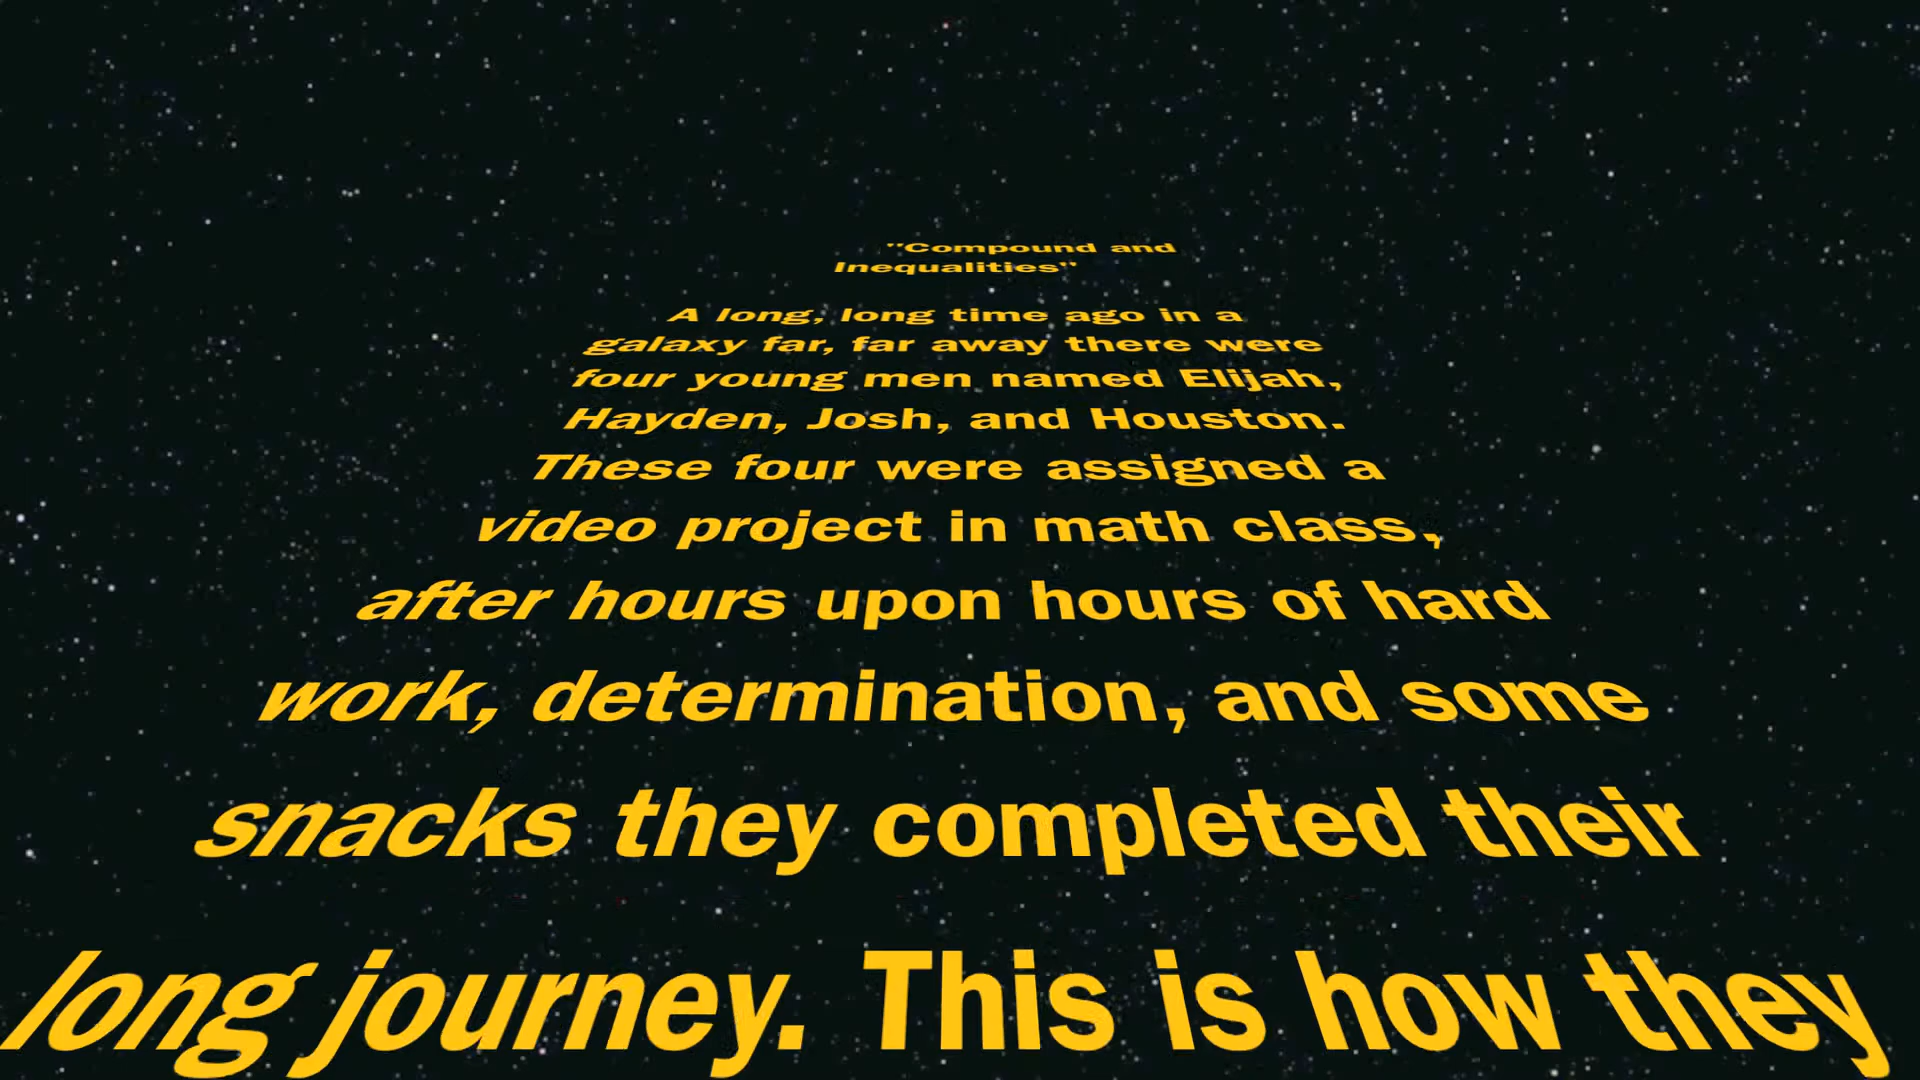 "Compound and
Inequalities"
A long, long time ago in a
galaxy far, far away there were
four young men named Elijah,
Hayden, Josh, and Houston.
These four were assigned a
video project in math class,
after hours upon hours of hard
work, determination, and some
snacks they completed their
long journey. This is how they